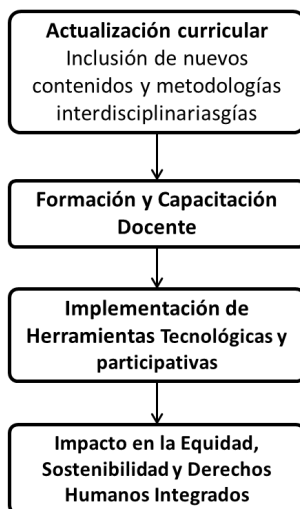 Actualización curricular
Inclusión de nuevos
contenidos y metodologías
interdisciplinariasgías
Formación y Capacitación
Docente
Implementación de
Herramientas Tecnológicas y
participativas
Impacto en la Equidad,
Sostenibilidad y Derechos
Humanos Integrados